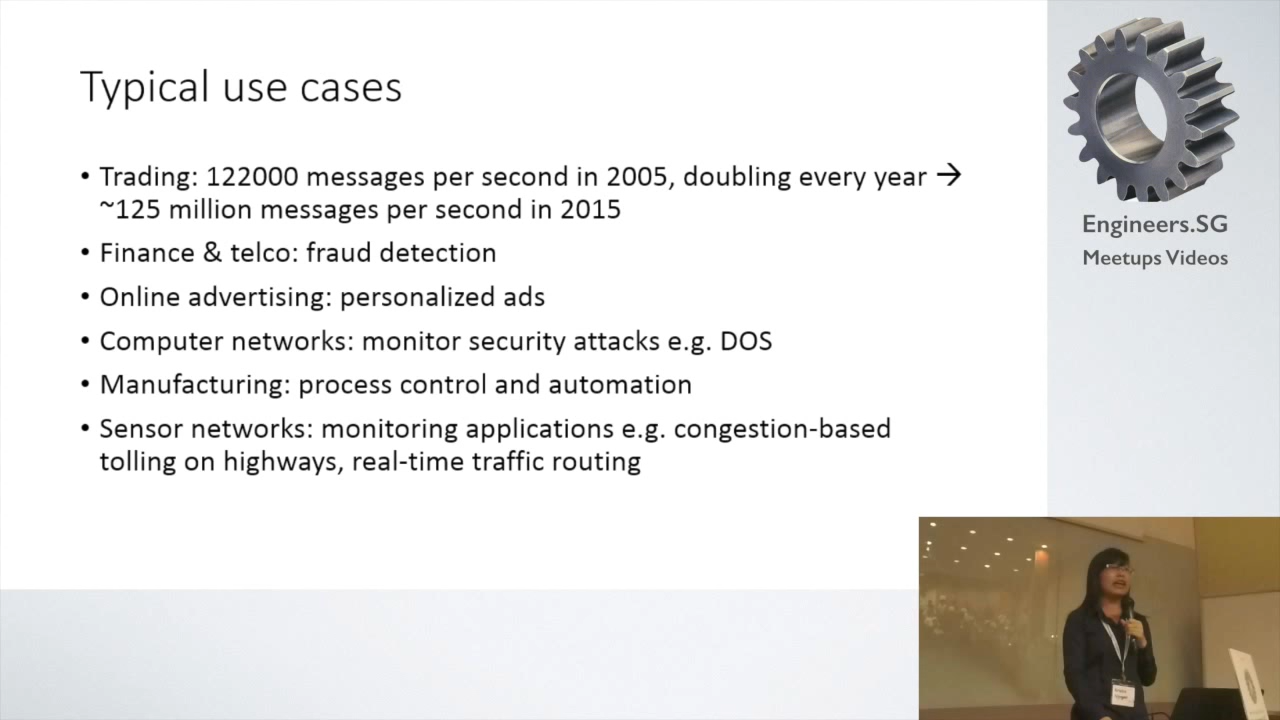 Typical use cases
• Trading: 122000 messages per second in 2005, doubling every year →
~125 million messages per second in 2015
• Finance & telco: fraud detection
• Online advertising: personalized ads
• Computer networks: monitor security attacks e.g. DOS
• Manufacturing: process control and automation
• Sensor networks: monitoring applications e.g. congestion-based
tolling on highways, real-time traffic routing
Engineers.SG
Meetups Videos